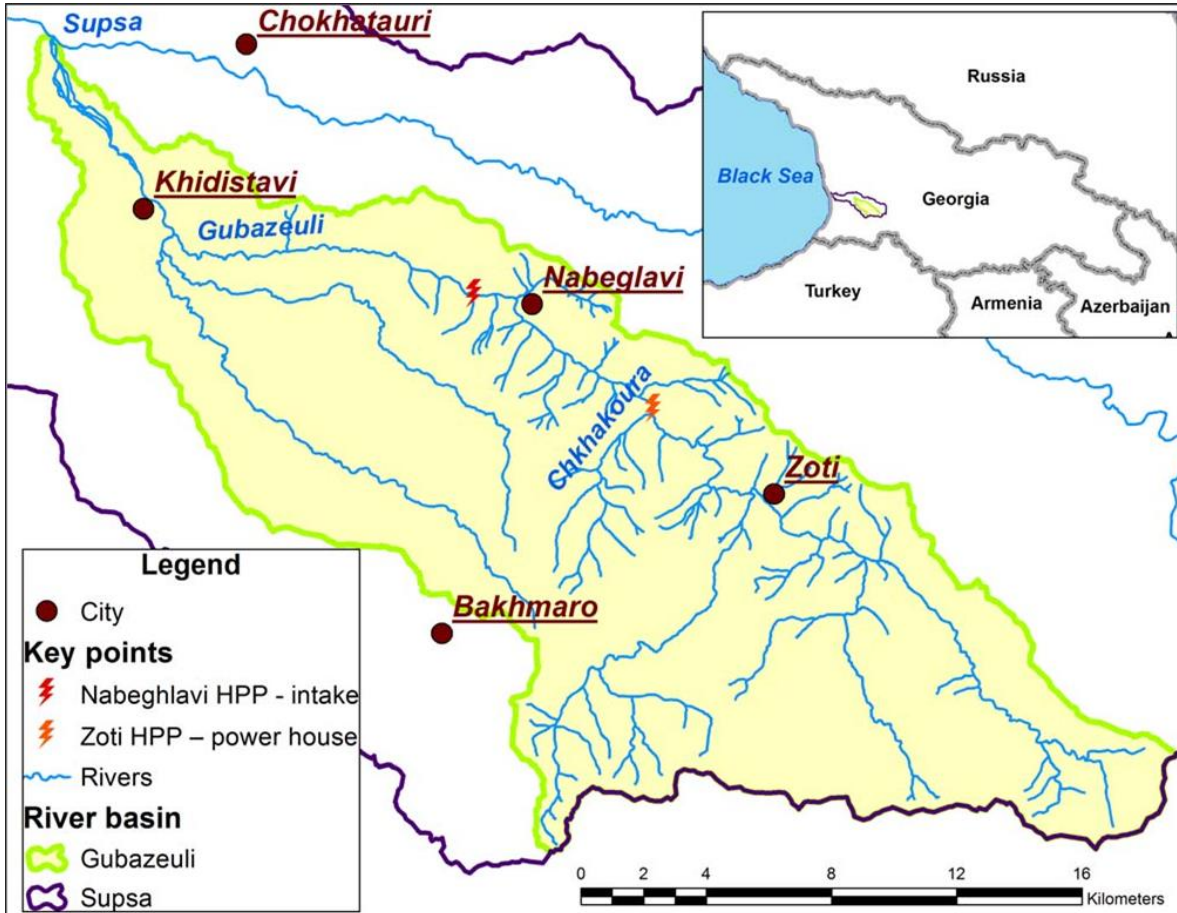 Supsa
Chokhatauri
Khidistavi
Gubazeuli
Nabeglavi
Chkhakoura
Zoti
Bakhmaro
Russia
Black Sea
Georgia
Turkey
Armenia
Azerbaijan
Legend
City
Key points
Nabeghlavi HPP - intake
Zoti HPP – power house
Rivers
River basin
Gubazeuli
Supsa
0 2 4 8 12 16
Kilometers